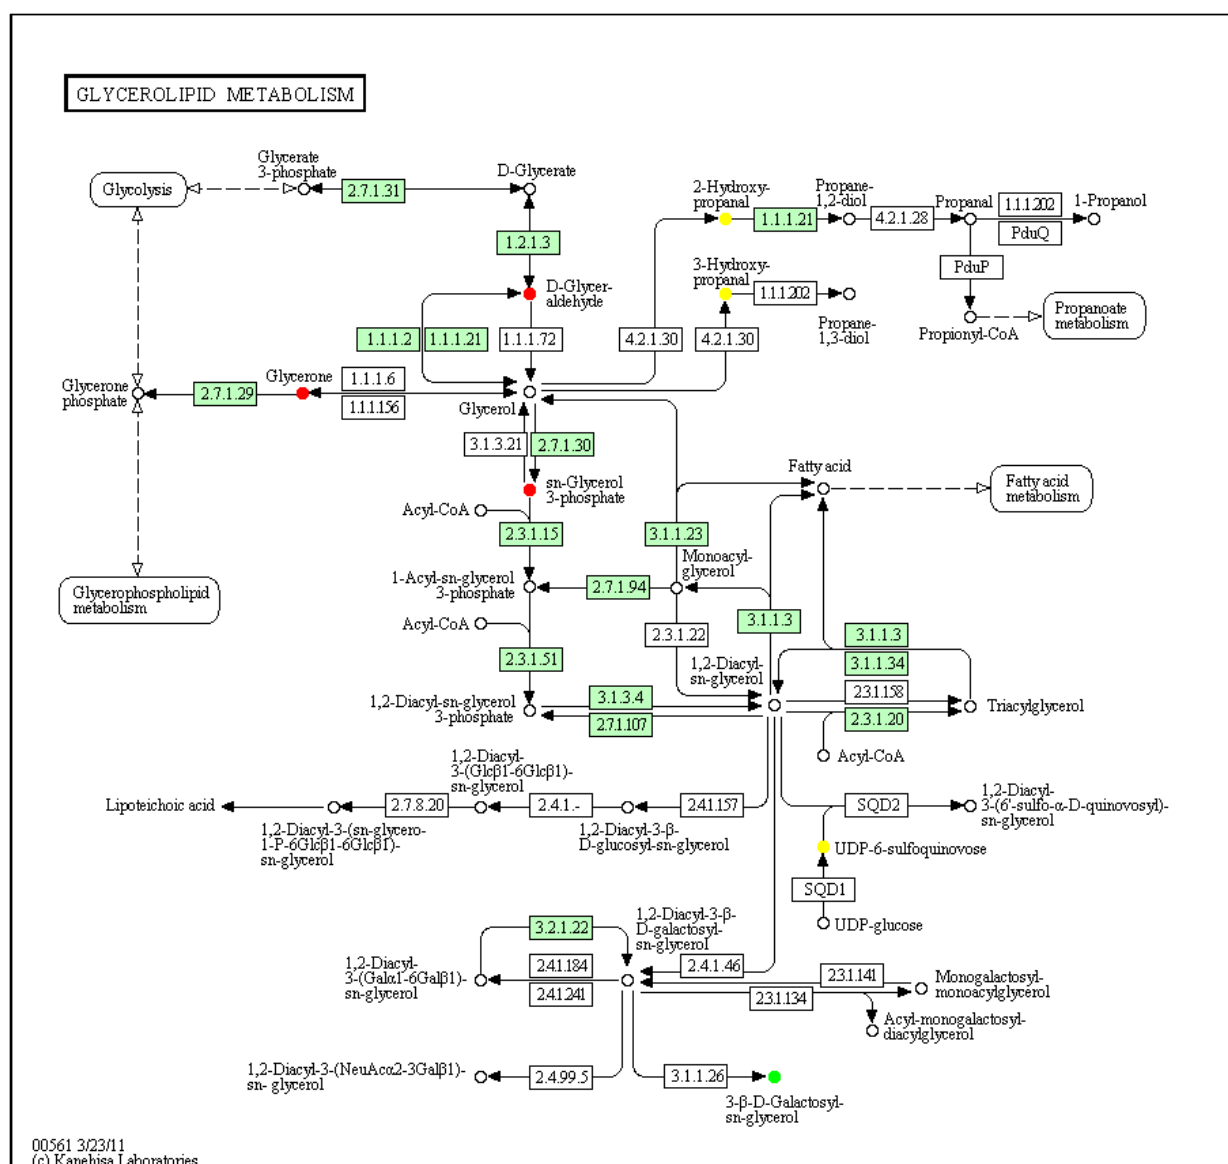 GLYCEROLIPID METABOLISM
Glycolysis
Glycerate
3-phosphate
2.7.1.31
D-Glycerate
1.2.1.3
D-Glycer-
aldehyde
1.1.1.2
1.1.1.21
1.1.1.72
2-Hydroxy-
propanal
1.1.1.21
Propane-
1,2-diol
4.2.1.28
Propanal
1.1.1.202
PduQ
1-Propanol
PduP
Propionyl-CoA
Propanoate
metabolism
3-Hydroxy-
propanal
1.1.1.202
Propane-
1,3-diol
4.2.1.30
4.2.1.30
Glycerone
phosphate
2.7.1.29
Glycerone
1.1.1.6
1.1.1.156
Glycerol
3.1.3.21
2.7.1.30
sn-Glycerol
3-phosphate
Fatty acid
Fatty acid
metabolism
Acyl-CoA
2.3.1.15
3.1.1.23
Monoacyl-
glycerol
1-Acyl-sn-glycerol
3-phosphate
2.7.1.94
Glycerophospholipid
metabolism
Acyl-CoA
2.3.1.51
2.3.1.22
3.1.1.3
3.1.1.3
3.1.1.34
2.3.1.158
2.3.1.20
1,2-Diacyl-
sn-glycerol
Triacylglycerol
1,2-Diacyl-sn-glycerol
3-phosphate
3.1.3.4
2.7.1.107
Acyl-CoA
1,2-Diacyl-
3-(Glcβ1-6Glcβ1)-
sn-glycerol
Lipoteichoic acid
2.7.8.20
2.4.1.-
2.4.1.157
1,2-Diacyl-3-(sn-glycero-
1-P-6Glcβ1-6Glcβ1)-
sn-glycerol
1,2-Diacyl-3-β-
D-glucosyl-sn-glycerol
SQD2
1,2-Diacyl-
3-(6'-sulfo-α-D-quinovosyl)-
sn-glycerol
UDP-6-sulfoquinovose
SQD1
UDP-glucose
3.2.1.22
1,2-Diacyl-3-β-
D-galactosyl-
sn-glycerol
1,2-Diacyl-
3-(Galα1-6Galβ1)-
sn-glycerol
2.4.1.184
2.4.1.241
2.4.1.46
2.3.1.141
2.3.1.134
Monogalactosyl-
monoacylglycerol
Acyl-monogalactosyl-
diacylglycerol
1,2-Diacyl-3-(NeuAcα2-3Galβ1)-
sn- glycerol
2.4.99.5
3.1.1.26
3-β-D-Galactosyl-
sn-glycerol
00561 3/23/11
(c) Kanehisa Laboratories